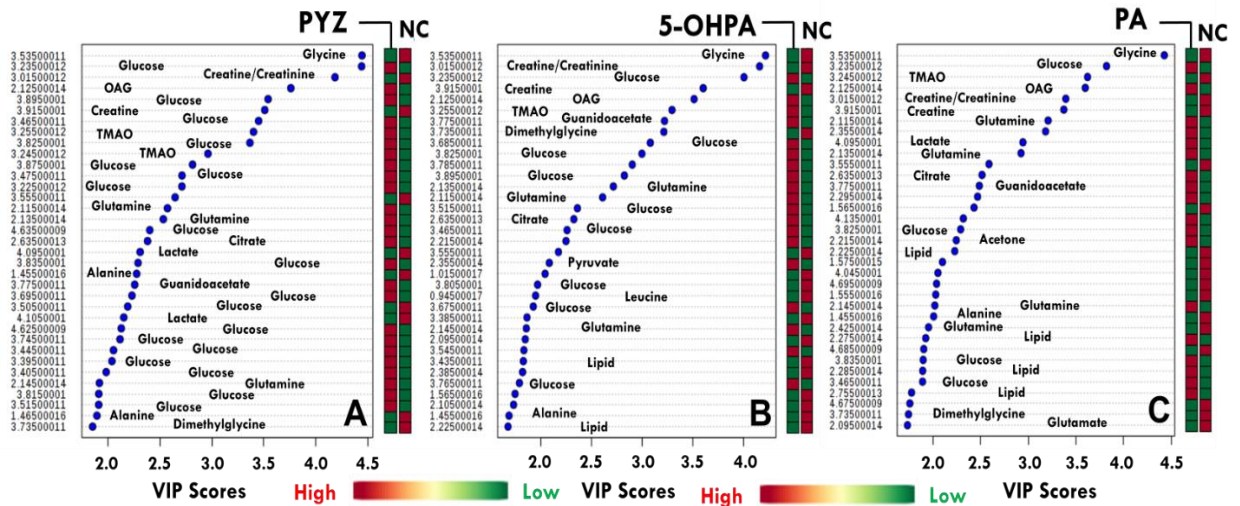 PYZ NC
3.53500011 Glycine
3.23500012 Glucose
3.01500012 Creatine/Creatinine
2.12500014 OAG
3.8950001 Glucose
3.9150001 Creatine
3.46500011 Glucose
3.25500012 TMAO
3.8250001 Glucose
3.24500012 TMAO
3.8750001 Glucose
3.47500011 Glucose
3.22500012 Glucose
3.55500011
2.11500014 Glutamine
2.13500014 Glutamine
4.63500009 Glucose
2.63500013 Citrate
4.0950001 Lactate
3.8350001 Glucose
1.45500016 Alanine
3.77500011 Guanidoacetate
3.69500011 Glucose
3.50500011 Glucose
4.1050001 Lactate
4.62500009 Glucose
3.74500011 Glucose
3.44500011 Glucose
3.39500011 Glucose
3.40500011 Glucose
2.14500014 Glutamine
3.8150001 Glucose
3.51500011 Glucose
1.46500016 Alanine
3.73500011 Dimethylglycine
A
2.0 2.5 3.0 3.5 4.0 4.5
VIP Scores
5-OHPA NC
3.53500011 Glycine
3.01500012 Creatine/Creatinine
3.23500012 Glucose
3.9150001 Creatine
2.12500014 OAG
3.25500012 TMAO
3.77500011 Guanidoacetate
3.73500011 Dimethylglycine
3.68500011 Glucose
3.8250001 Glucose
3.78500011
3.8950001 Glucose
2.13500014 Glutamine
2.11500014 Glutamine
3.51500011 Glucose
2.63500013 Citrate
3.46500011 Glucose
2.21500014
3.55500011
2.35500014 Pyruvate
1.01500017
3.8050001 Glucose
0.94500017 Leucine
3.67500011 Glucose
3.38500011
2.14500014 Glutamine
2.09500014
3.54500011
3.43500011 Lipid
2.28500014
3.76500011 Glucose
1.56500016
2.10500014
1.45500016 Alanine
2.22500014 Lipid
B
2.0 2.5 3.0 3.5 4.0
VIP Scores
PA NC
3.53500011 Glycine
3.23500012 Glucose
3.24500012 TMAO
2.12500014 OAG
3.01500012 Creatine/Creatinine
3.9150001 Creatine
2.11500014 Glutamine
2.35500014
4.0950001 Lactate
2.13500014 Glutamine
3.55500011
2.63500013 Citrate
3.77500011 Guanidoacetate
2.29500014
1.56500016
4.1350001
3.8250001 Glucose
2.21500014 Acetone
2.22500014 Lipid
1.57500015
4.0450001
4.69500009
1.55500016
2.14500014 Glutamine
1.45500016 Alanine
2.42500014 Glutamine
2.27500014 Lipid
4.68500009
3.8350001 Glucose
2.28500014 Lipid
3.46500011 Glucose
2.75500013 Lipid
4.67500009
3.73500011 Dimethylglycine
2.09500014 Glutamate
C
2.0 2.5 3.0 3.5 4.0 4.5
VIP Scores
High Low
High Low